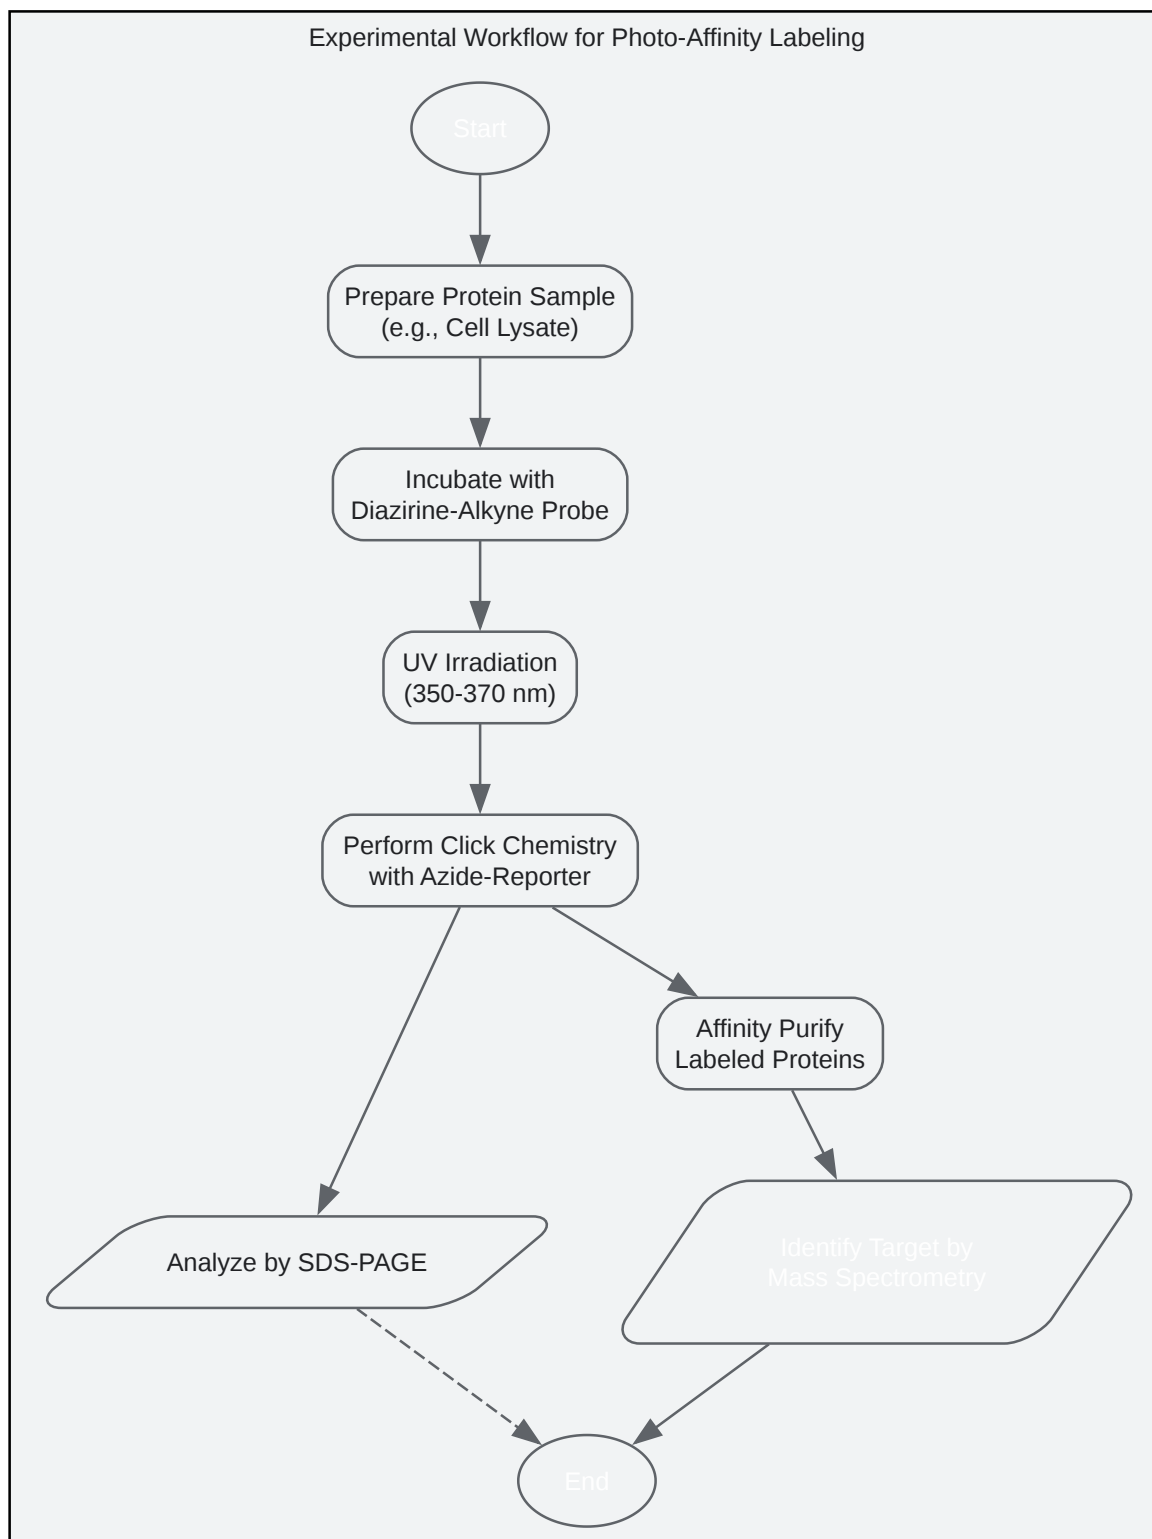 Experimental Workflow for Photo-Affinity Labeling
Start
Prepare Protein Sample
(e.g., Cell Lysate)
Incubate with
Diazirine-Alkyne Probe
UV Irradiation
(350-370 nm)
Perform Click Chemistry
with Azide-Reporter
Affinity Purify
Labeled Proteins
Analyze by SDS-PAGE
Identify Target by
Mass Spectrometry
End